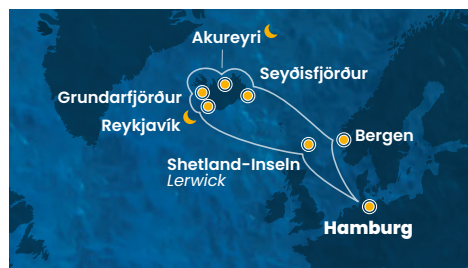 Akureyri
Seyðisfjörður
Grundarfjörður
Reykjavík
Bergen
Shetland-Inseln
Lerwick
Hamburg